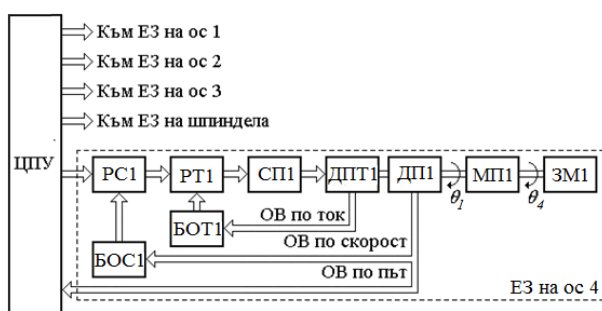 Към ЕЗ на ос 1
Към ЕЗ на ос 2
Към ЕЗ на ос 3
Към ЕЗ на шпиндела
ЦПУ
РС1 РТ1 СП1 ДПТ1 ДП1 МП1 ЗМ1
θ1 θ4
ОВ по ток
БОТ1
ОВ по скорост
БОС1
ОВ по път
ЕЗ на ос 4